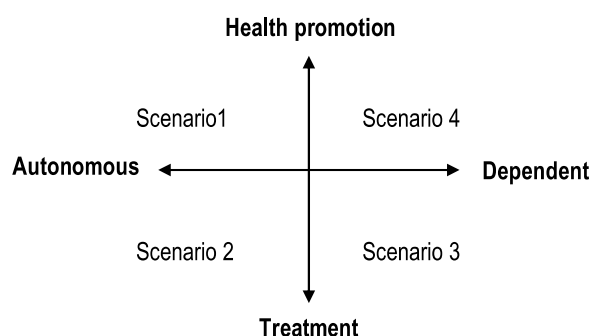 Health promotion
Scenario1
Scenario 4
Autonomous
Dependent
Scenario 2
Scenario 3
Treatment